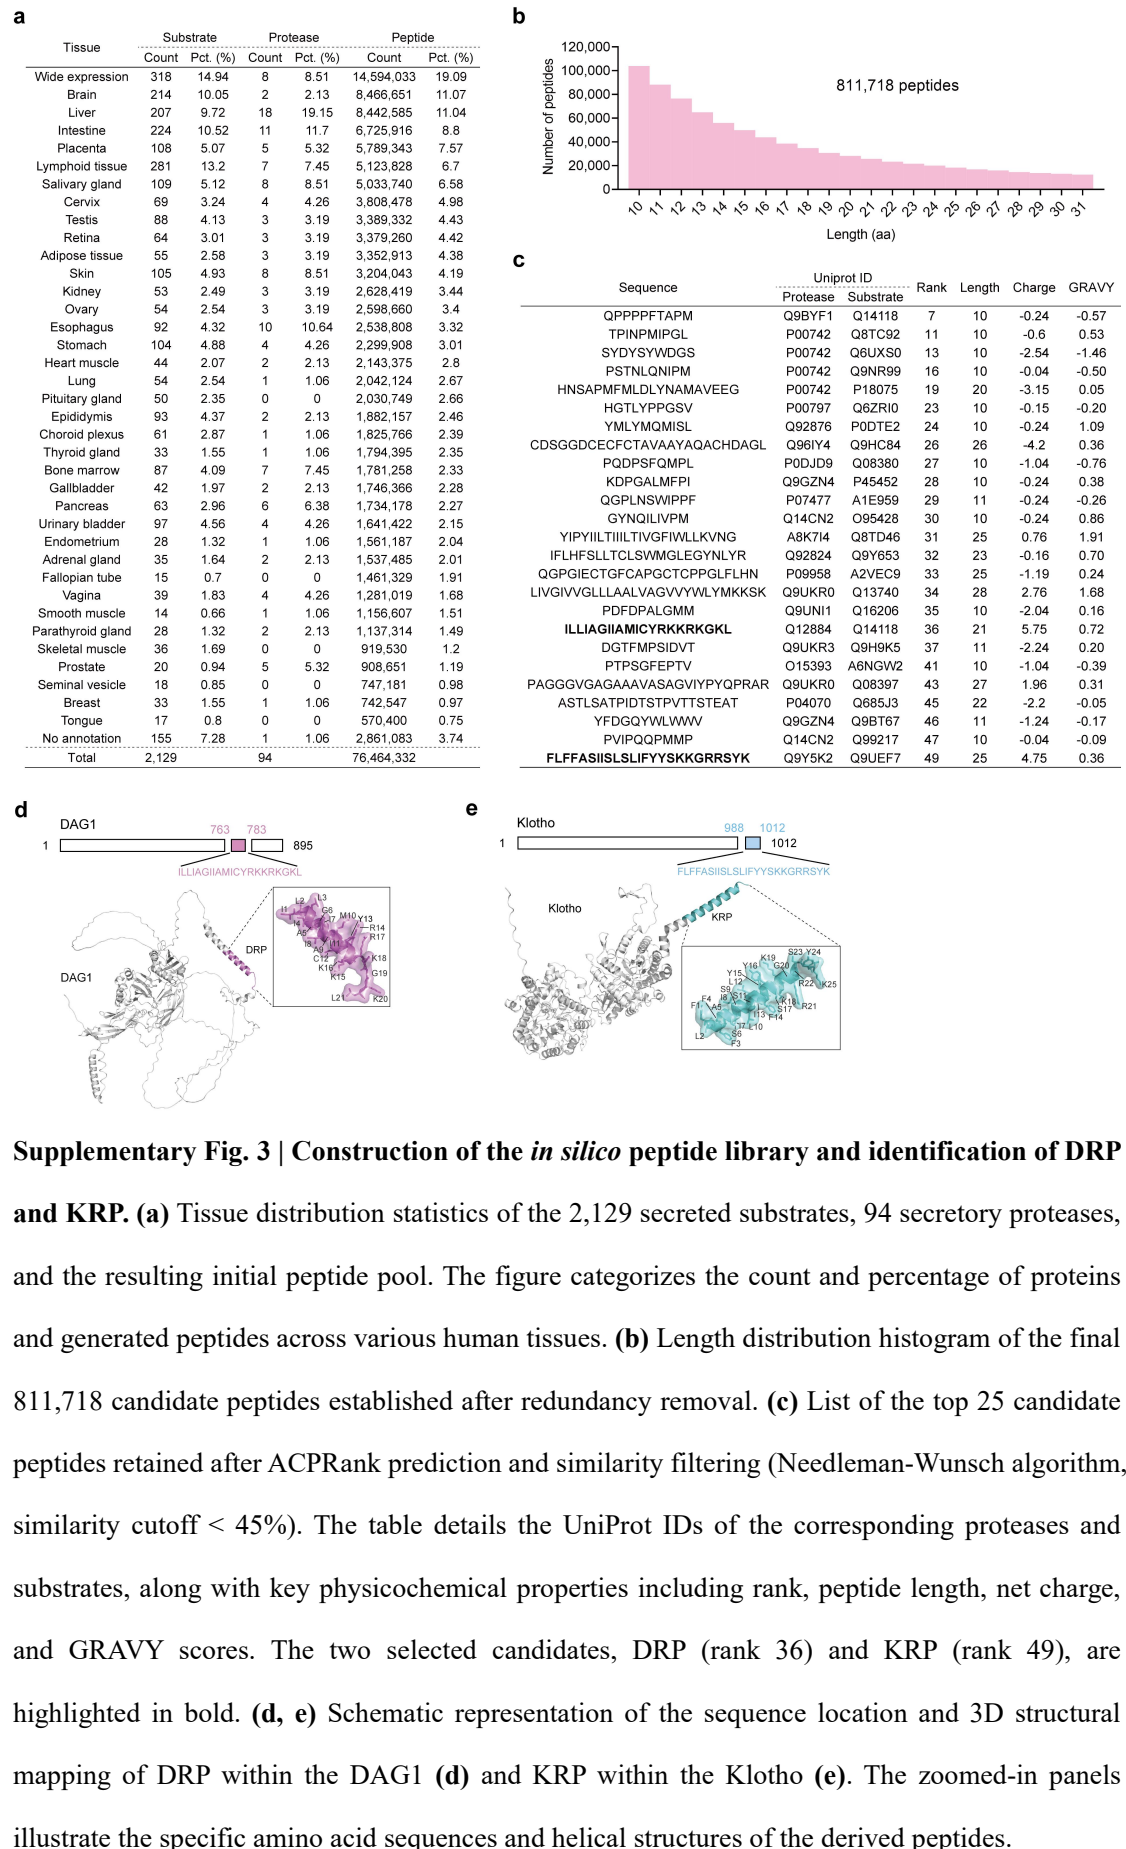 a
Tissue Substrate Protease Peptide
Count Pct. (%) Count Pct. (%) Count Pct. (%)
Wide expression 318 14.94 8 8.51 14,594,033 19.09
Brain 214 10.05 2 2.13 8,466,651 11.07
Liver 207 9.72 18 19.15 8,442,585 11.04
Intestine 224 10.52 11 11.7 6,725,916 8.8
Placenta 108 5.07 5 5.32 5,789,343 7.57
Lymphoid tissue 281 13.2 7 7.45 5,123,828 6.7
Salivary gland 109 5.12 8 8.51 5,033,740 6.58
Cervix 69 3.24 4 4.26 3,808,478 4.98
Testis 88 4.13 3 3.19 3,389,332 4.43
Retina 64 3.01 3 3.19 3,379,260 4.42
Adipose tissue 55 2.58 3 3.19 3,352,913 4.38
Skin 105 4.93 8 8.51 3,204,043 4.19
Kidney 53 2.49 3 3.19 2,628,419 3.44
Ovary 54 2.54 3 3.19 2,598,660 3.4
Esophagus 92 4.32 10 10.64 2,538,808 3.32
Stomach 104 4.88 4 4.26 2,299,908 3.01
Heart muscle 44 2.07 2 2.13 2,143,375 2.8
Lung 54 2.54 1 1.06 2,042,124 2.67
Pituitary gland 50 2.35 0 0 2,030,749 2.66
Epididymis 93 4.37 2 2.13 1,882,157 2.46
Choroid plexus 61 2.87 1 1.06 1,825,766 2.39
Thyroid gland 33 1.55 1 1.06 1,794,395 2.35
Bone marrow 87 4.09 7 7.45 1,781,258 2.33
Gallbladder 42 1.97 2 2.13 1,746,366 2.28
Pancreas 63 2.96 6 6.38 1,734,178 2.27
Urinary bladder 97 4.56 4 4.26 1,641,422 2.15
Endometrium 28 1.32 1 1.06 1,561,187 2.04
Adrenal gland 35 1.64 2 2.13 1,537,485 2.01
Fallopian tube 15 0.7 0 0 1,461,329 1.91
Vagina 39 1.83 4 4.26 1,281,019 1.68
Smooth muscle 14 0.66 1 1.06 1,156,607 1.51
Parathyroid gland 28 1.32 2 2.13 1,137,314 1.49
Skeletal muscle 36 1.69 0 0 919,530 1.2
Prostate 20 0.94 5 5.32 908,651 1.19
Seminal vesicle 18 0.85 0 0 747,181 0.98
Breast 33 1.55 1 1.06 742,547 0.97
Tongue 17 0.8 0 0 570,400 0.75
No annotation 155 7.28 1 1.06 2,861,083 3.74
Total 2,129 94 76,464,332
b
Number of peptides
120,000
100,000
80,000
60,000
40,000
20,000
0
811,718 peptides
10 11 12 13 14 15 16 17 18 19 20 21 22 23 24 25 26 27 28 29 30 31
Length (aa)
c
Sequence Uniprot ID Rank Length Charge GRAVY
Protease Substrate
QPPPPFTAPM Q9BYF1 Q14118 7 10 -0.24 -0.57
TPINPMIPGL P00742 Q8TC92 11 10 -0.6 0.53
SYDYSYWDGS P00742 Q6UXS0 13 10 -2.54 -1.46
PSTNLQNIPM P00742 Q9NR99 16 10 -0.04 -0.50
HNSAPMFMLDLYNAMAVEEG P00742 P18075 19 20 -3.15 0.05
HGTLYPPGSV P00797 Q6ZRI0 23 10 -0.15 -0.20
YMLYMQMISL Q92876 P0DTE2 24 10 -0.24 1.09
CDSGGDCECFCTAVAAYAQACHDAGL Q96IY4 Q9HC84 26 26 -4.2 0.36
PQDPSFQMPL P0DJD9 Q08380 27 10 -1.04 -0.76
KDPGALMFPI Q9GZN4 P45452 28 10 -0.24 0.38
QGPLNSWIPPF P07477 A1E959 29 11 -0.24 -0.26
GYNQILIVPM Q14CN2 O95428 30 10 -0.24 0.86
YIPYIILTIIILTIVGFIWLLKVNG A8K7I4 Q8TD46 31 25 0.76 1.91
IFLHFSLLTCLSWMGLEGYNLYR Q92824 Q9Y653 32 23 -0.16 0.70
QGPGIECTGFCAPGCTCPPGLFLHN P09958 A2VEC9 33 25 -1.19 0.24
LIVGIVVGLLLAALVAGVVYWLYMKKSK Q9UKR0 Q13740 34 28 2.76 1.68
PDFDPALGMM Q9UNI1 Q16206 35 10 -2.04 0.16
ILLIAGIIAMICYRKKRKGKL Q12884 Q14118 36 21 5.75 0.72
DGTFMPSIDVT Q9UKR3 Q9H9K5 37 11 -2.24 0.20
PTPSGFEPTV O15393 A6NGW2 41 10 -1.04 -0.39
PAGGGVGAGAAAVASAGVIYPYQPRAR Q9UKR0 Q08397 43 27 1.96 0.31
ASTLSATPIDTSTPVTTSTEAT P04070 Q685J3 45 22 -2.2 -0.05
YFDGQYWLWWV Q9GZN4 Q9BT67 46 11 -1.24 -0.17
PVIPQQPMMP Q14CN2 Q99217 47 10 -0.04 -0.09
FLFFASIISLSLIFYYSKKGRRSYK Q9Y5K2 Q9UEF7 49 25 4.75 0.36
d
DAG1
763 783
1 895
ILLIAGIIAMICYRKKRKGKL
DAG1
DRP
L3
L2
I1
G6
I4
I7
M10
Y13
A5
R14
R17
I8
I11
A9
C12
K18
K16
K15
G19
L21
K20
e
Klotho
988 1012
1 1012
FLFFASIISLSLIFYYSKKGRRSYK
Klotho
KRP
S23 Y24
K19
Y16
G20
Y15
L12
R22
K25
S9
I8
S11
F4
F1
A5
K18
R21
S17
I13
F14
I7
L10
L2
S6
F3
Supplementary Fig. 3 | Construction of the in silico peptide library and identification of DRP
and KRP. (a) Tissue distribution statistics of the 2,129 secreted substrates, 94 secretory proteases,
and the resulting initial peptide pool. The figure categorizes the count and percentage of proteins
and generated peptides across various human tissues. (b) Length distribution histogram of the final
811,718 candidate peptides established after redundancy removal. (c) List of the top 25 candidate
peptides retained after ACPRank prediction and similarity filtering (Needleman-Wunsch algorithm,
similarity cutoff < 45%). The table details the UniProt IDs of the corresponding proteases and
substrates, along with key physicochemical properties including rank, peptide length, net charge,
and GRAVY scores. The two selected candidates, DRP (rank 36) and KRP (rank 49), are
highlighted in bold. (d, e) Schematic representation of the sequence location and 3D structural
mapping of DRP within the DAG1 (d) and KRP within the Klotho (e). The zoomed-in panels
illustrate the specific amino acid sequences and helical structures of the derived peptides.